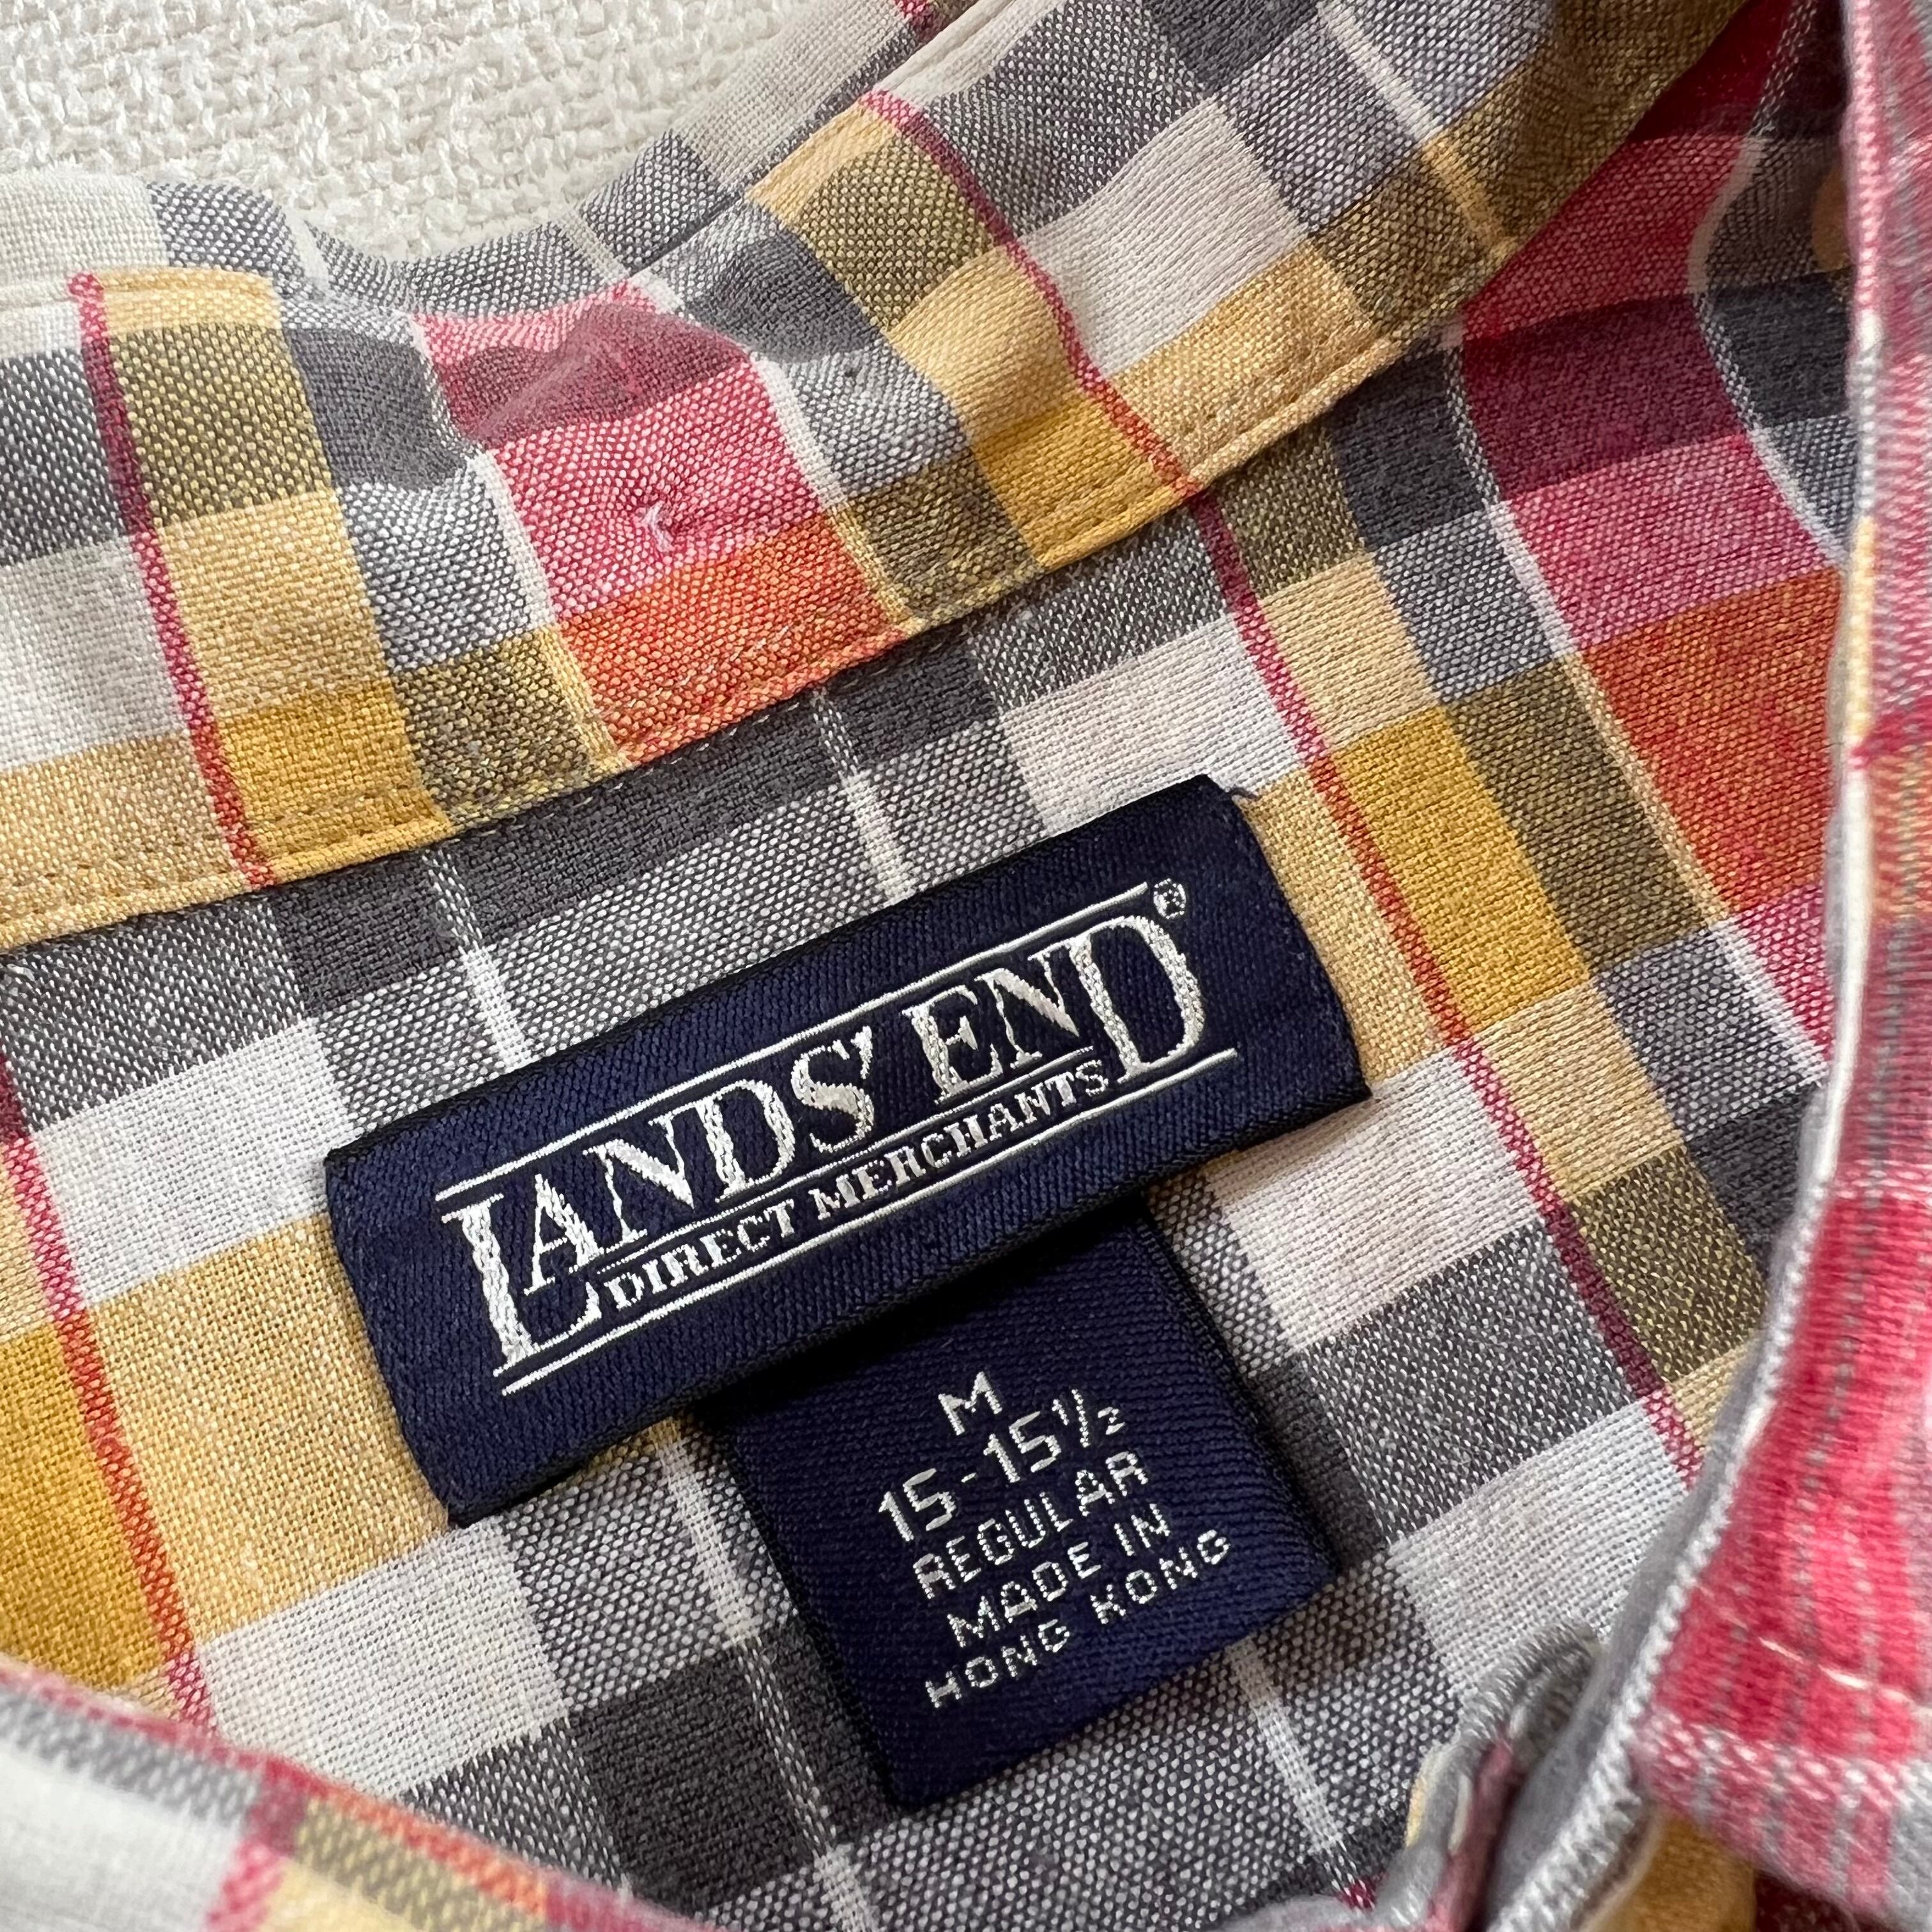 LANDS' END®
DIRECT MERCHANTS
M
15-15½
REGULAR
MADE IN
HONG KONG